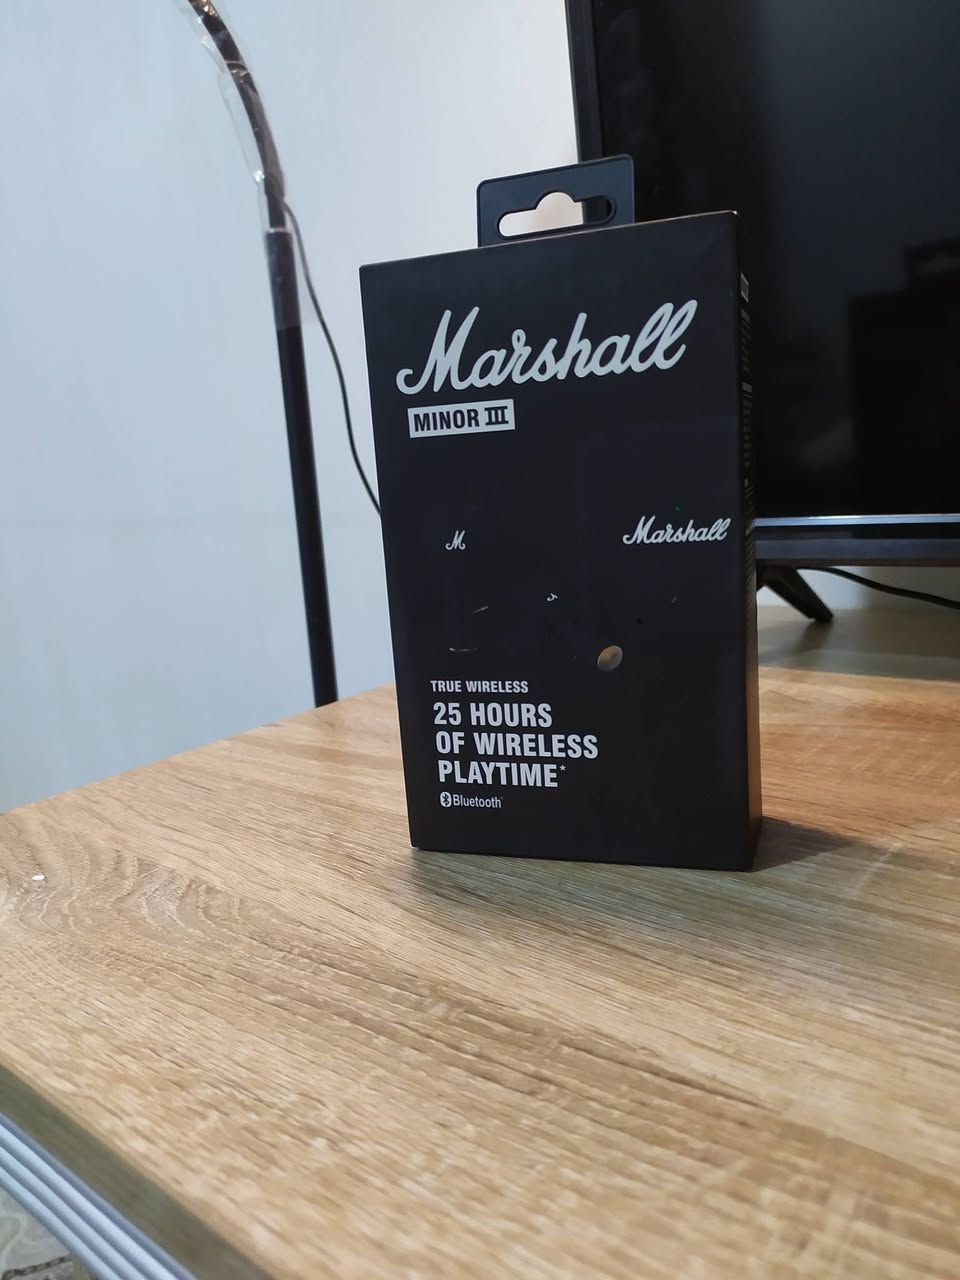 Marshall
MINOR III
M
Marshall
TRUE WIRELESS
25 HOURS
OF WIRELESS
PLAYTIME*
Bluetooth